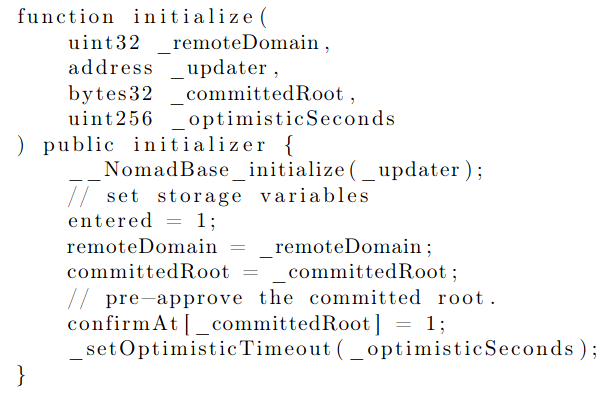 function initialize(
    uint32 _remoteDomain,
    address _updater,
    bytes32 _committedRoot,
    uint256 _optimisticSeconds
) public initializer {
    __NomadBase_initialize(_updater);
    // set storage variables
    entered = 1;
    remoteDomain = _remoteDomain;
    committedRoot = _committedRoot;
    // pre-approve the committed root.
    confirmAt[_committedRoot] = 1;
    _setOptimisticTimeout(_optimisticSeconds);
}